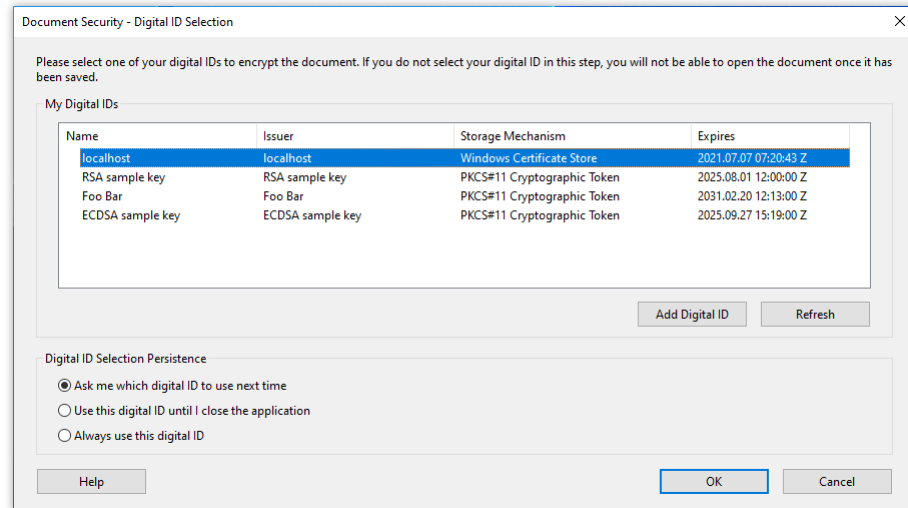 Document Security - Digital ID Selection
Please select one of your digital IDs to encrypt the document. If you do not select your digital ID in this step, you will not be able to open the document once it has
been saved.
My Digital IDs
Name Issuer Storage Mechanism Expires
localhost localhost Windows Certificate Store 2021.07.07 07:20:43 Z
RSA sample key RSA sample key PKCS#11 Cryptographic Token 2025.08.01 12:00:00 Z
Foo Bar Foo Bar PKCS#11 Cryptographic Token 2031.02.20 12:13:00 Z
ECDSA sample key ECDSA sample key PKCS#11 Cryptographic Token 2025.09.27 15:19:00 Z
Add Digital ID Refresh
Digital ID Selection Persistence
Ask me which digital ID to use next time
Use this digital ID until I close the application
Always use this digital ID
Help OK Cancel